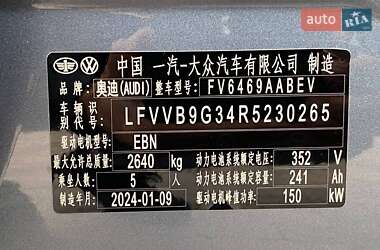 auto RIA.com
中国 一汽-大众汽车有限公司 制造
品牌 奥迪(AUDI) 整车型号 FV6469AABEV
车辆识别代号 LFVVB9G34R5230265
驱动电机型号: EBN
最大允许总质量 2640 kg 动力电池系统额定电压 352 V
乘坐人数 5 人 动力电池系统额定容量 241 Ah
制造年月 2024-01-09 驱动电机峰值功率 150 kW